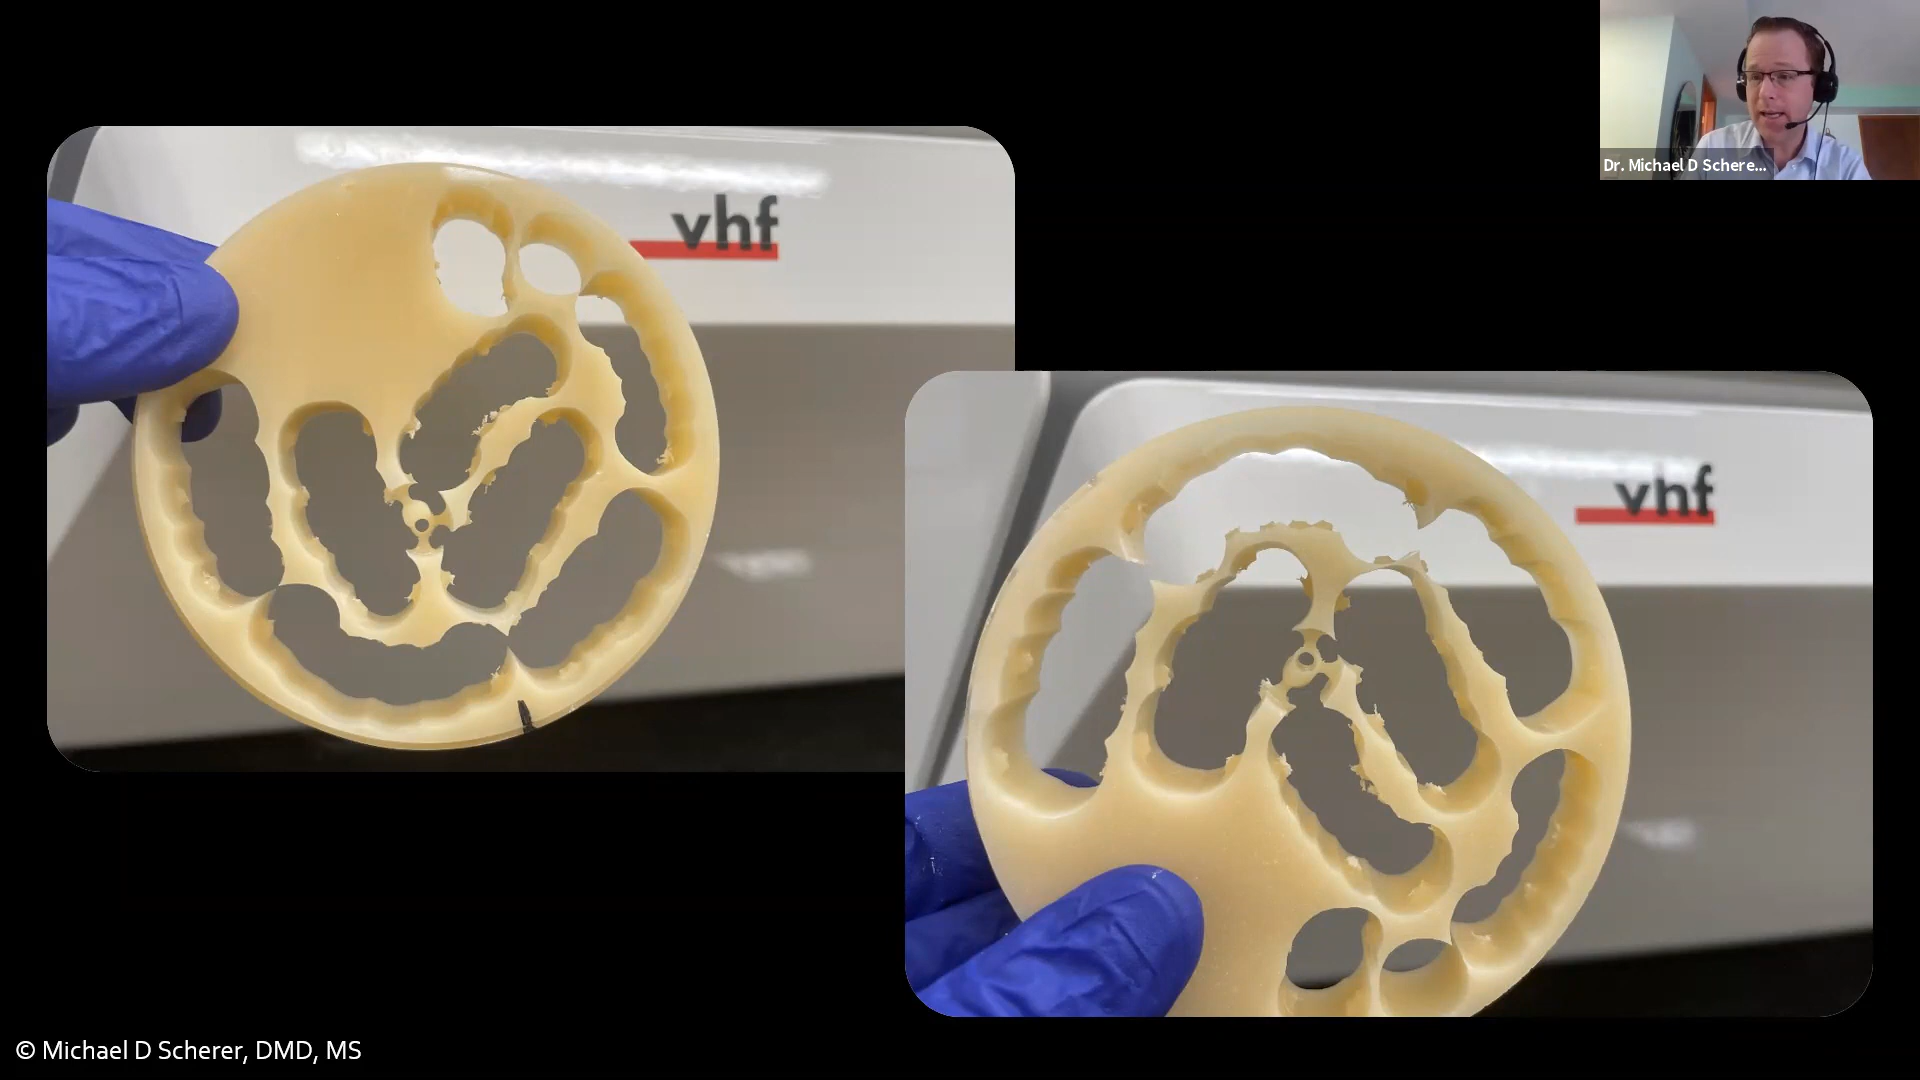 vhf
Dr. Michael D Schere...
vhf
© Michael D Scherer, DMD, MS